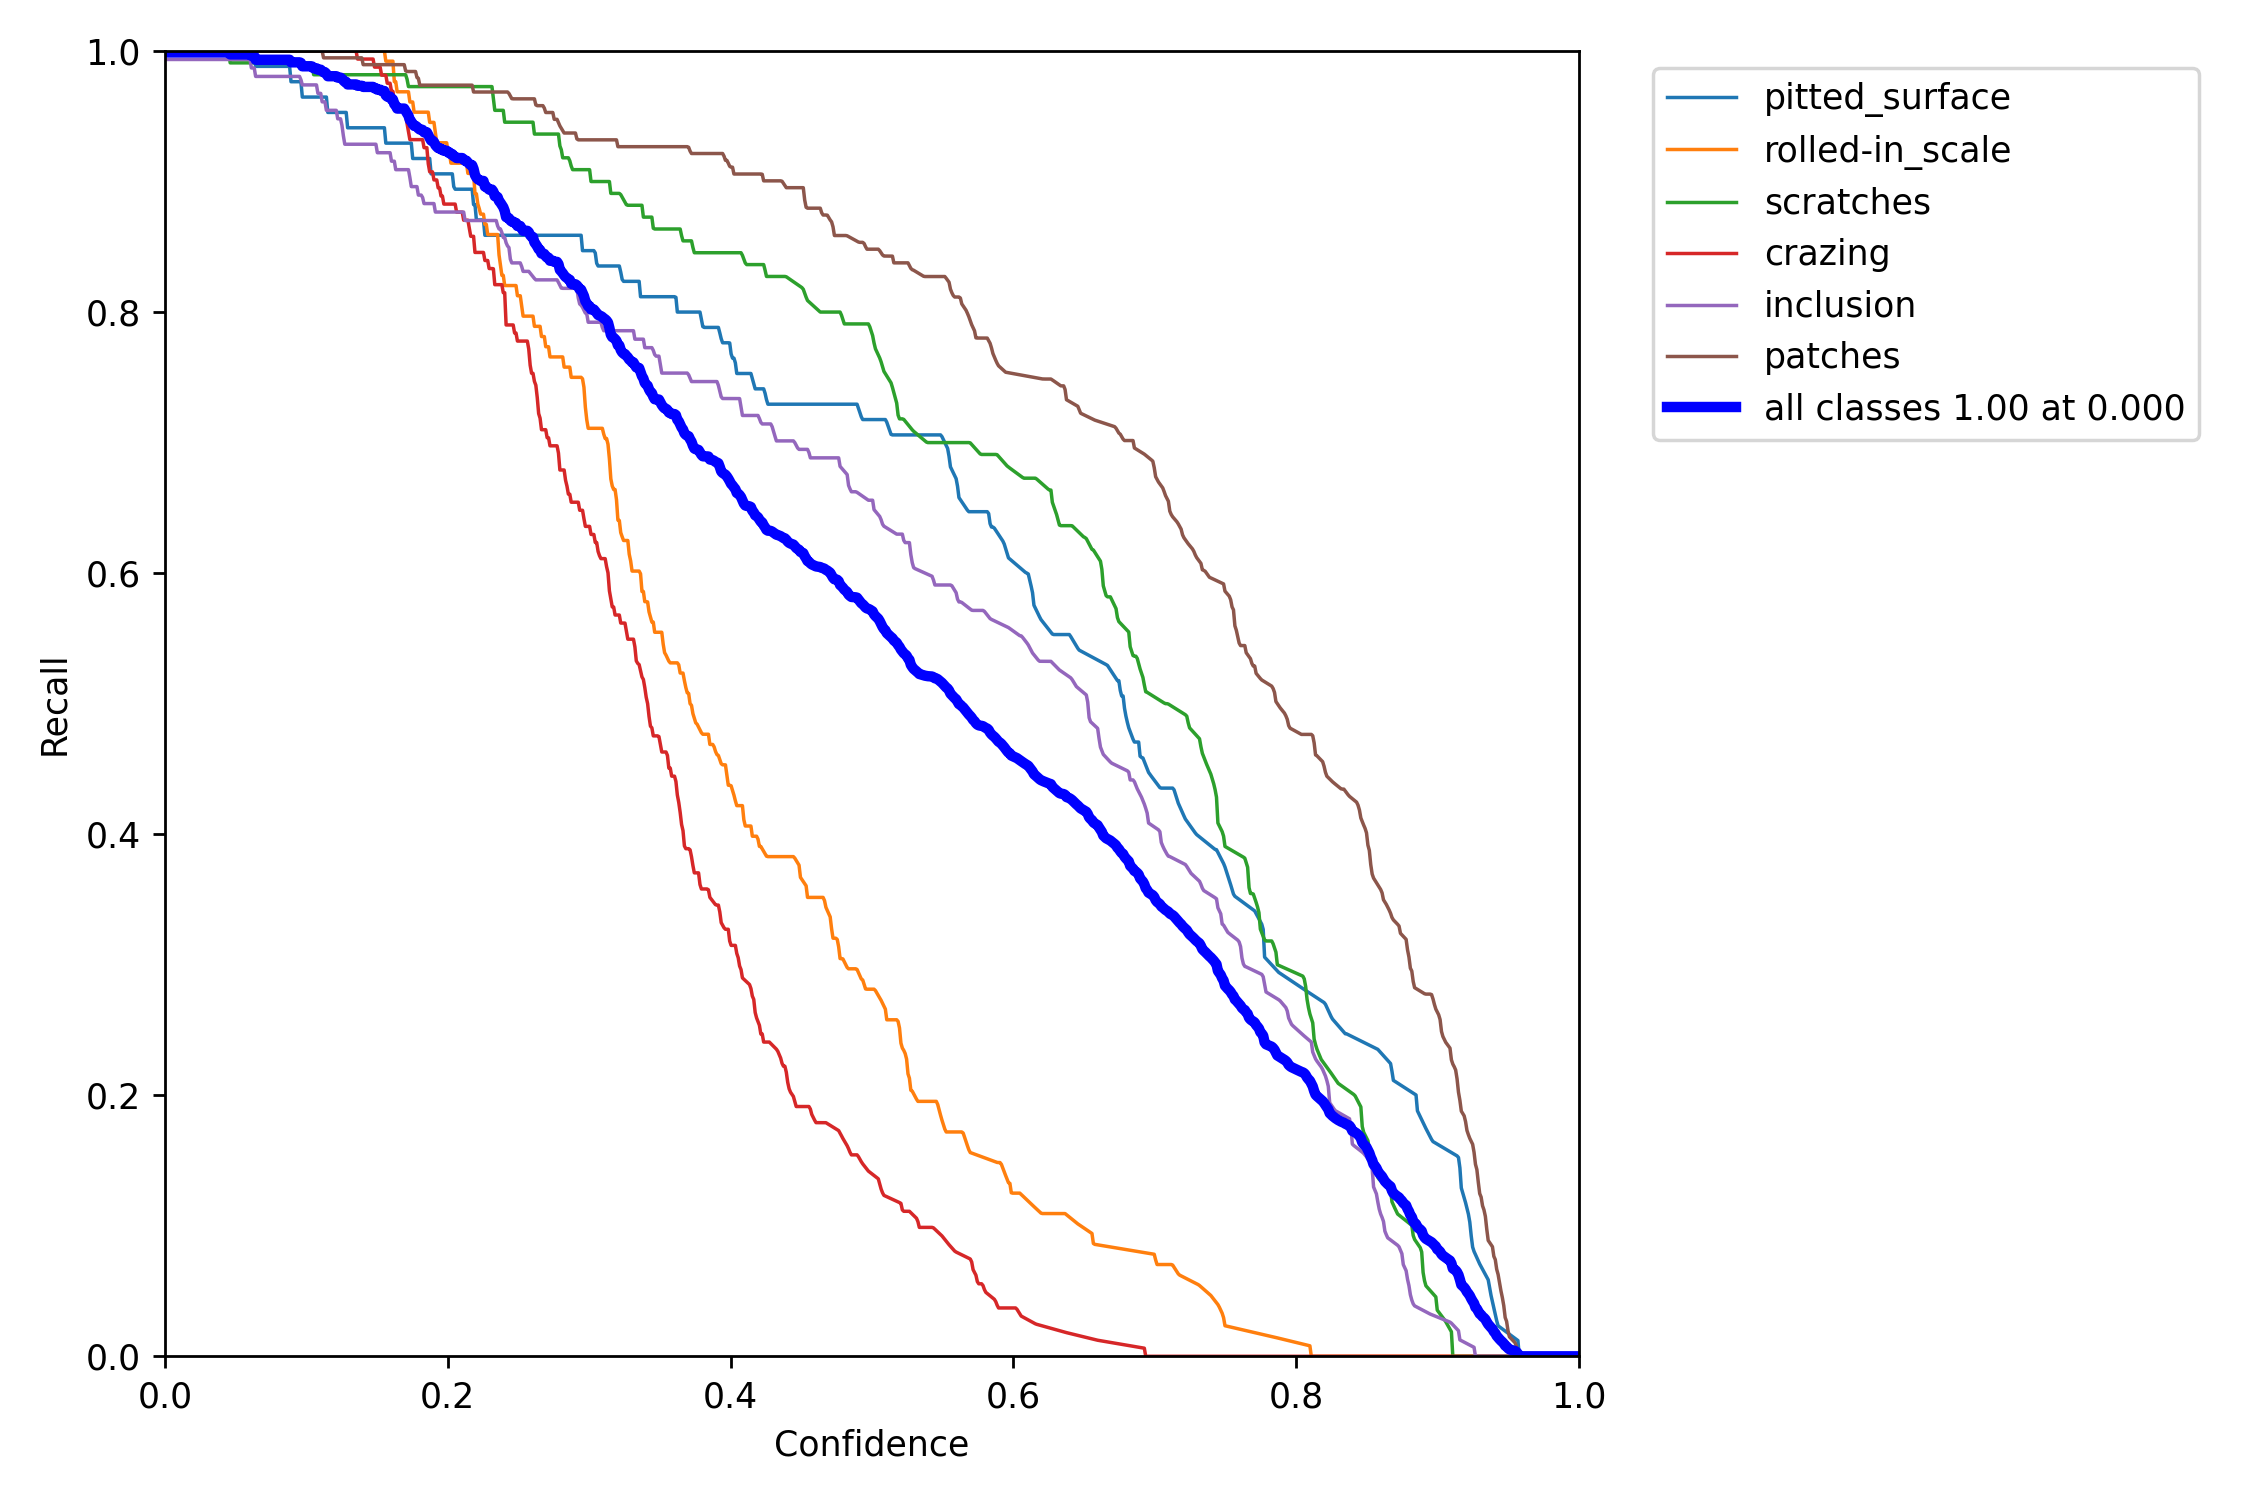 1.0
0.8
0.6
0.4
0.2
0.0
Recall
0.0 0.2 0.4 0.6 0.8 1.0
Confidence
pitted_surface
rolled-in_scale
scratches
crazing
inclusion
patches
all classes 1.00 at 0.000